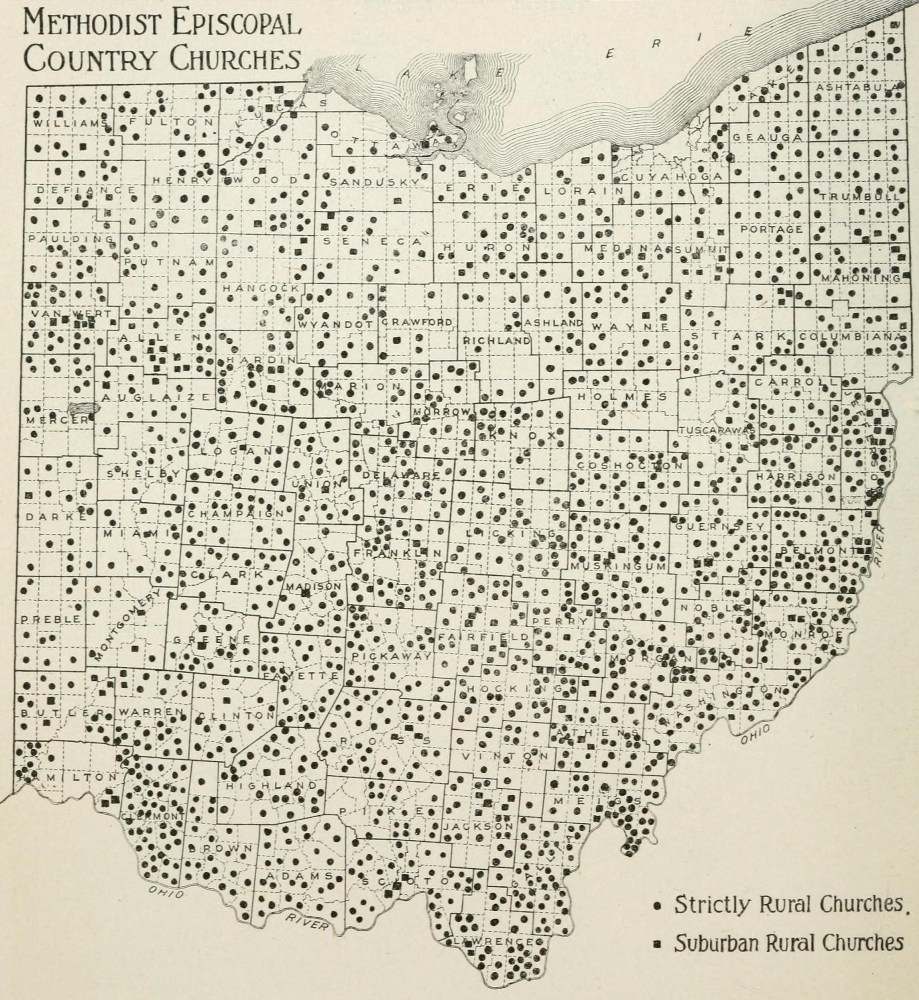 METHODIST EPISCOPAL
COUNTRY CHURCHES
LAKE ERIE
WILLIAMS
FULTON
LUCAS
OTTAWA
LAKE
ASHTABULA
GEAUGA
CUYAHOGA
DEFIANCE
HENRY
WOOD
SANDUSKY
ERIE
LORAIN
TRUMBULL
PAULDING
PUTNAM
SENECA
HURON
MEDINA
SUMMIT
PORTAGE
MAHONING
HANCOCK
VAN WERT
ALLEN
WYANDOT
CRAWFORD
RICHLAND
ASHLAND
WAYNE
STARK
COLUMBIANA
HARDIN
MARION
CARROLL
AUGLAIZE
MERCER
MORROW
HOLMES
KNOX
TUSCARAWAS
LOGAN
SHELBY
UNION
DELAWARE
COSHOCTON
HARRISON
DARKE
CHAMPAIGN
MIAMI
FRANKLIN
LICKING
GUERNSEY
BELMONT
RIVER
MUSKINGUM
CLARK
MADISON
PREBLE
MONTGOMERY
GREENE
PICKAWAY
FAIRFIELD
PERRY
NOBLE
MONROE
MORGAN
FAYETTE
HOCKING
WASHINGTON
BUTLER
WARREN
CLINTON
ROSS
ATHENS
OHIO
VINTON
HAMILTON
HIGHLAND
PIKE
MEIGS
CLERMONT
JACKSON
BROWN
ADAMS
SCIOTO
GALLIA
OHIO
RIVER
LAWRENCE
Strictly Rural Churches.
Suburban Rural Churches